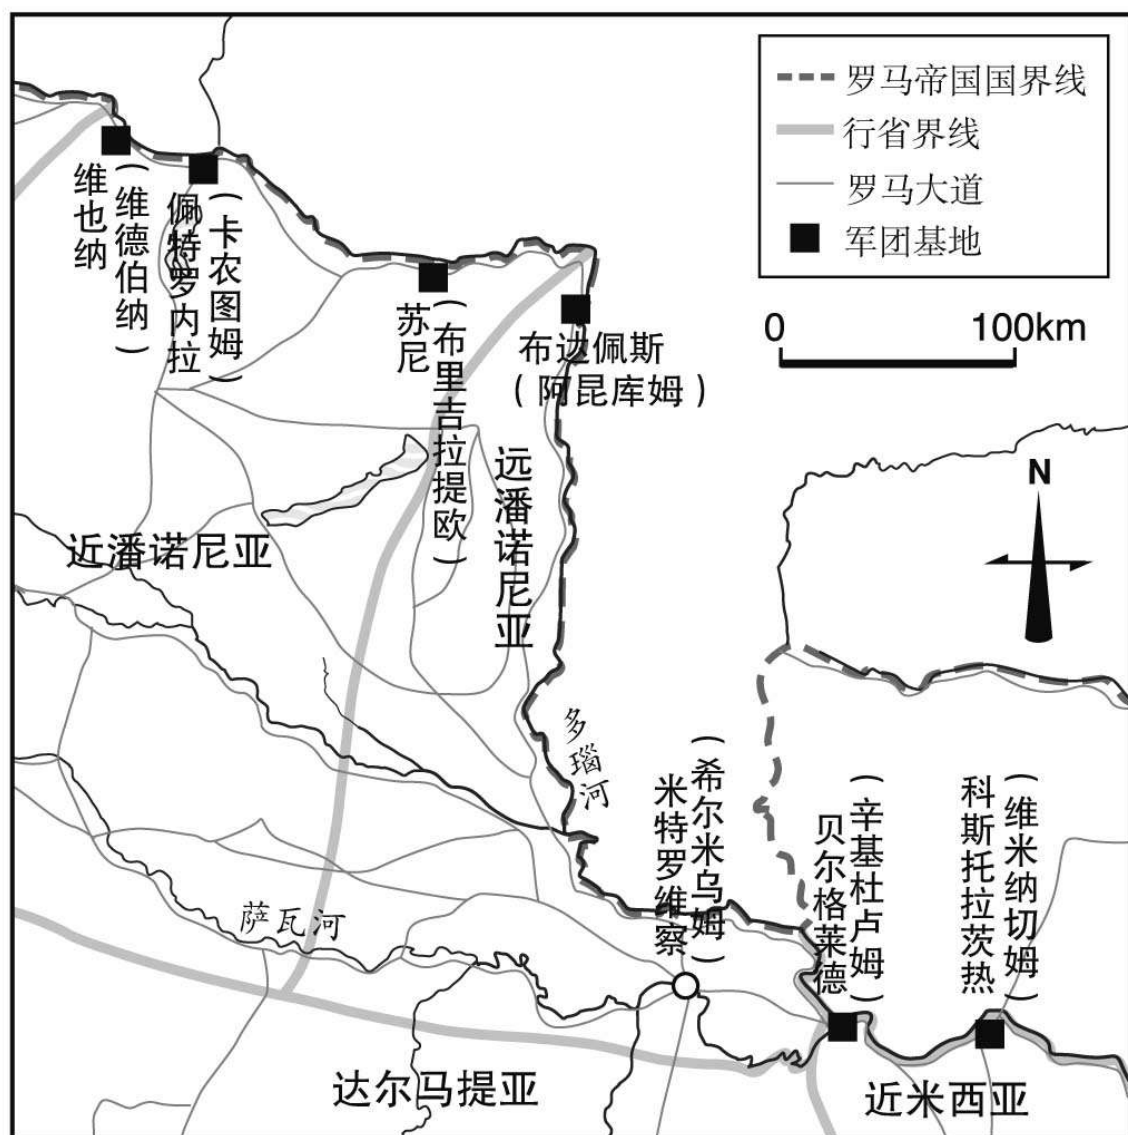 罗马帝国国界线
行省界线
罗马大道
军团基地
0 100km
N
维也纳
（维德伯纳）
佩特罗内拉
（卡农图姆）
苏尼
（布里吉拉提欧）
布达佩斯
（阿昆库姆）
近潘诺尼亚
远潘诺尼亚
多瑙河
萨瓦河
米特罗维察
（希尔米乌姆）
贝尔格莱德
（辛基杜卢姆）
科斯托拉茨热
（维米纳切姆）
达尔马提亚
近米西亚